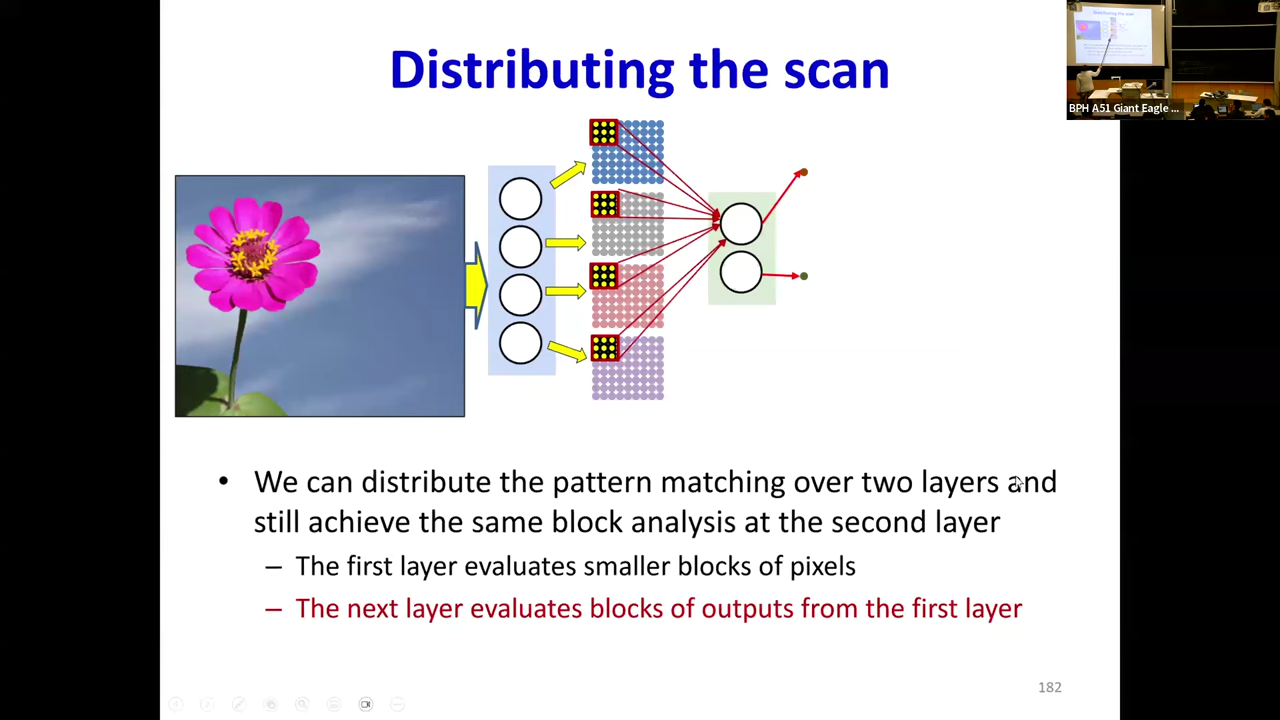 Distributing the scan
BPH A51 Giant Eagle ...
• We can distribute the pattern matching over two layers and
still achieve the same block analysis at the second layer
– The first layer evaluates smaller blocks of pixels
– The next layer evaluates blocks of outputs from the first layer
182